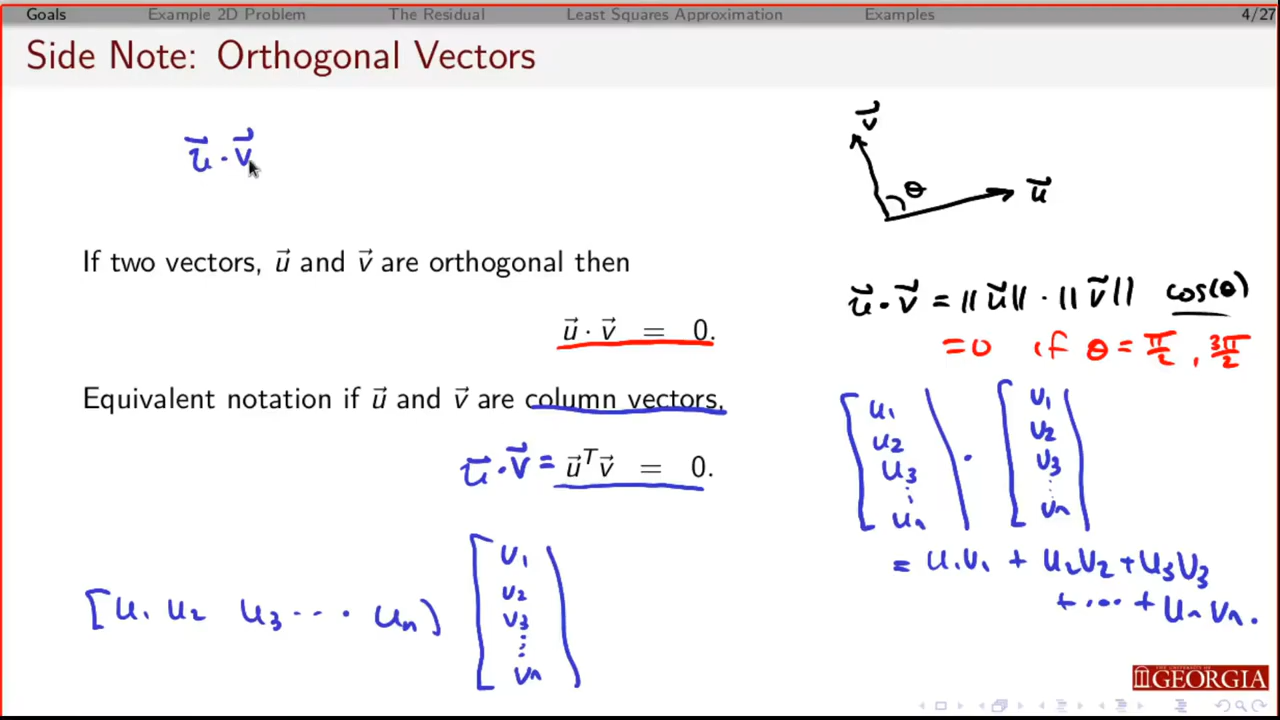 Goals Example 2D Problem The Residual Least Squares Approximation Examples 4/27
Side Note: Orthogonal Vectors
u⃗ · v⃗
v⃗
θ
u⃗
If two vectors, u⃗ and v⃗ are orthogonal then
u⃗ · v⃗ = 0.
u⃗ · v⃗ = ||u⃗|| · ||v⃗|| cos(θ)
=0 if θ = π/2, 3π/2
Equivalent notation if u⃗ and v⃗ are column vectors,
u⃗ · v⃗ = u⃗ᵀv⃗ = 0.
[u₁ u₂ u₃ ⋮ uₙ] · [v₁ v₂ v₃ ⋮ vₙ]
= u₁v₁ + u₂v₂ + u₃v₃
+ ··· + uₙvₙ.
[u₁ u₂ u₃ ··· uₙ] [v₁ v₂ v₃ ⋮ vₙ]
GEORGIA